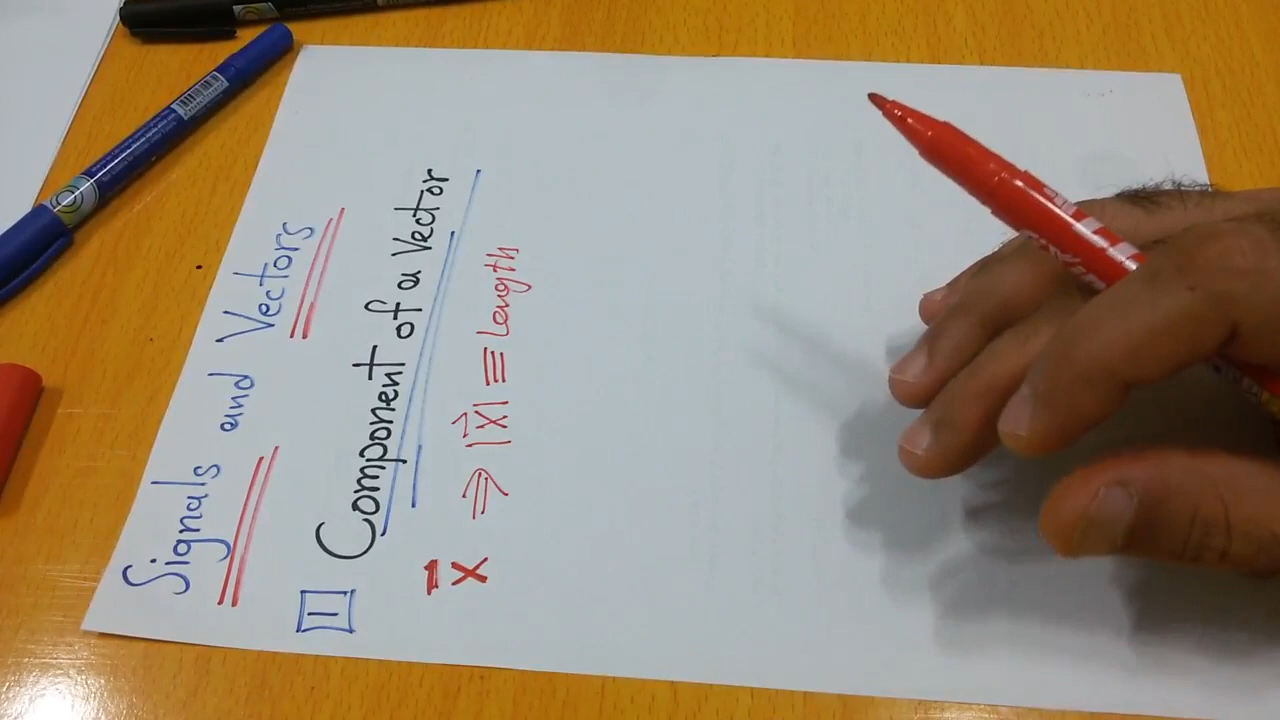 Signals and Vectors
1 Component of a Vector
x̄ ⇒ |x⃗| ≡ Length